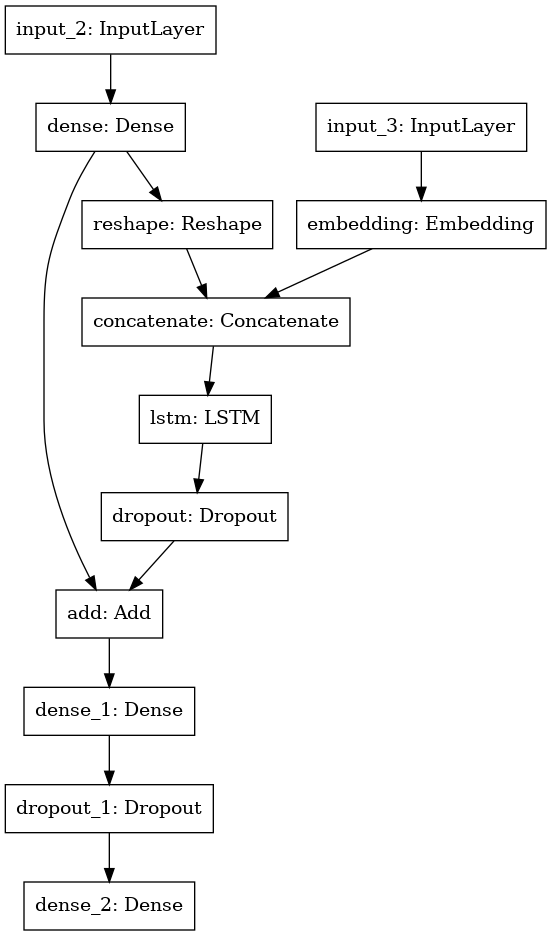 input_2: InputLayer
dense: Dense
input_3: InputLayer
reshape: Reshape
embedding: Embedding
concatenate: Concatenate
lstm: LSTM
dropout: Dropout
add: Add
dense_1: Dense
dropout_1: Dropout
dense_2: Dense